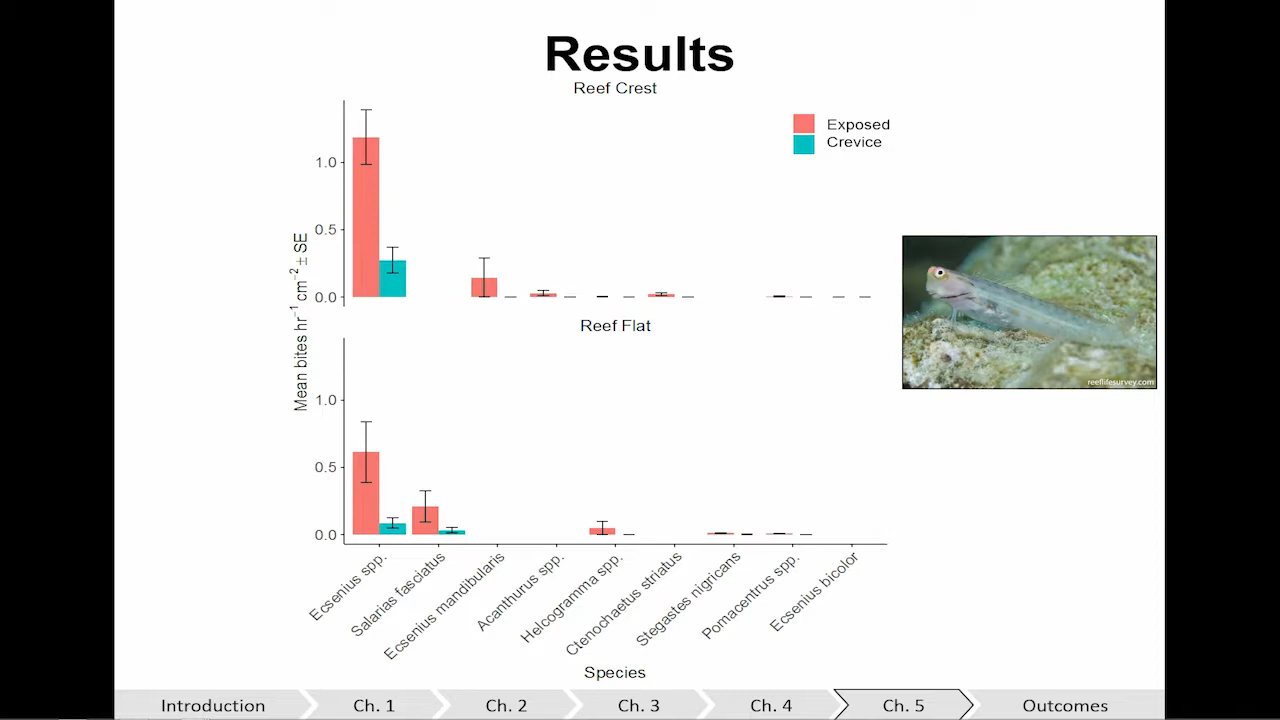 Results
Reef Crest
Exposed
Crevice
1.0
0.5
0.0
Mean bites hr⁻¹ cm⁻² ± SE
reeflifesurvey.com
Reef Flat
1.0
0.5
0.0
Ecsenius spp.
Salarias fasciatus
Ecsenius mandibularis
Acanthurus spp.
Helcogramma spp.
Ctenochaetus striatus
Stegastes nigricans
Pomacentrus spp.
Ecsenius bicolor
Species
Introduction Ch. 1 Ch. 2 Ch. 3 Ch. 4 Ch. 5 Outcomes